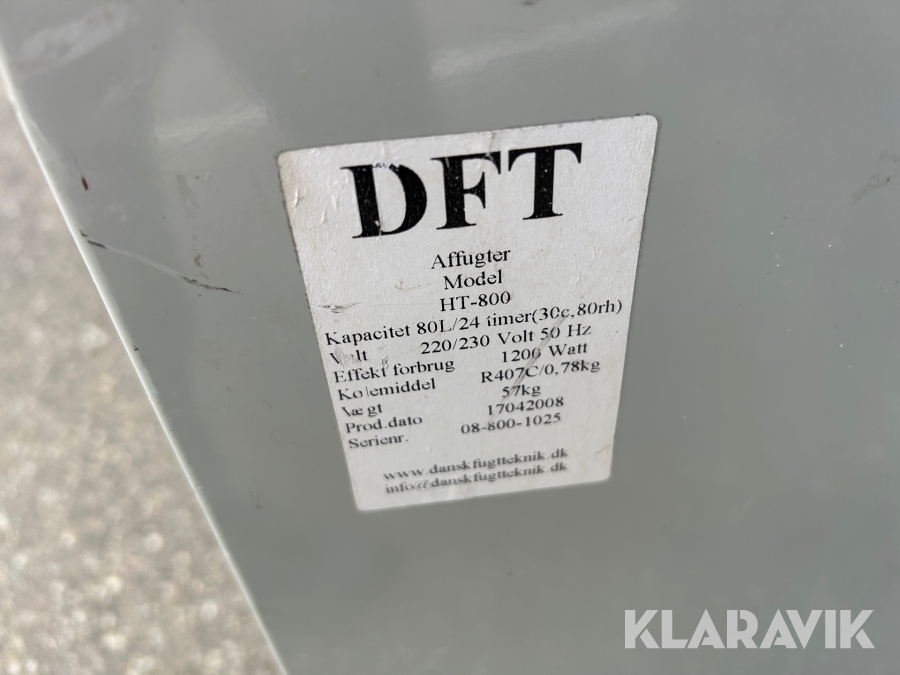 DFT
Affugter
Model
HT-800
Kapacitet 80L/24 timer(30c,80rh)
Volt 220/230 Volt 50 Hz
Effekt forbrug 1200 Watt
Kølemiddel R407C/0,78kg
Vægt 57kg
Prod.dato 17042008
Serienr. 08-800-1025
www.danskfugtteknik.dk
info@danskfugtteknik.dk
KLARAVIK